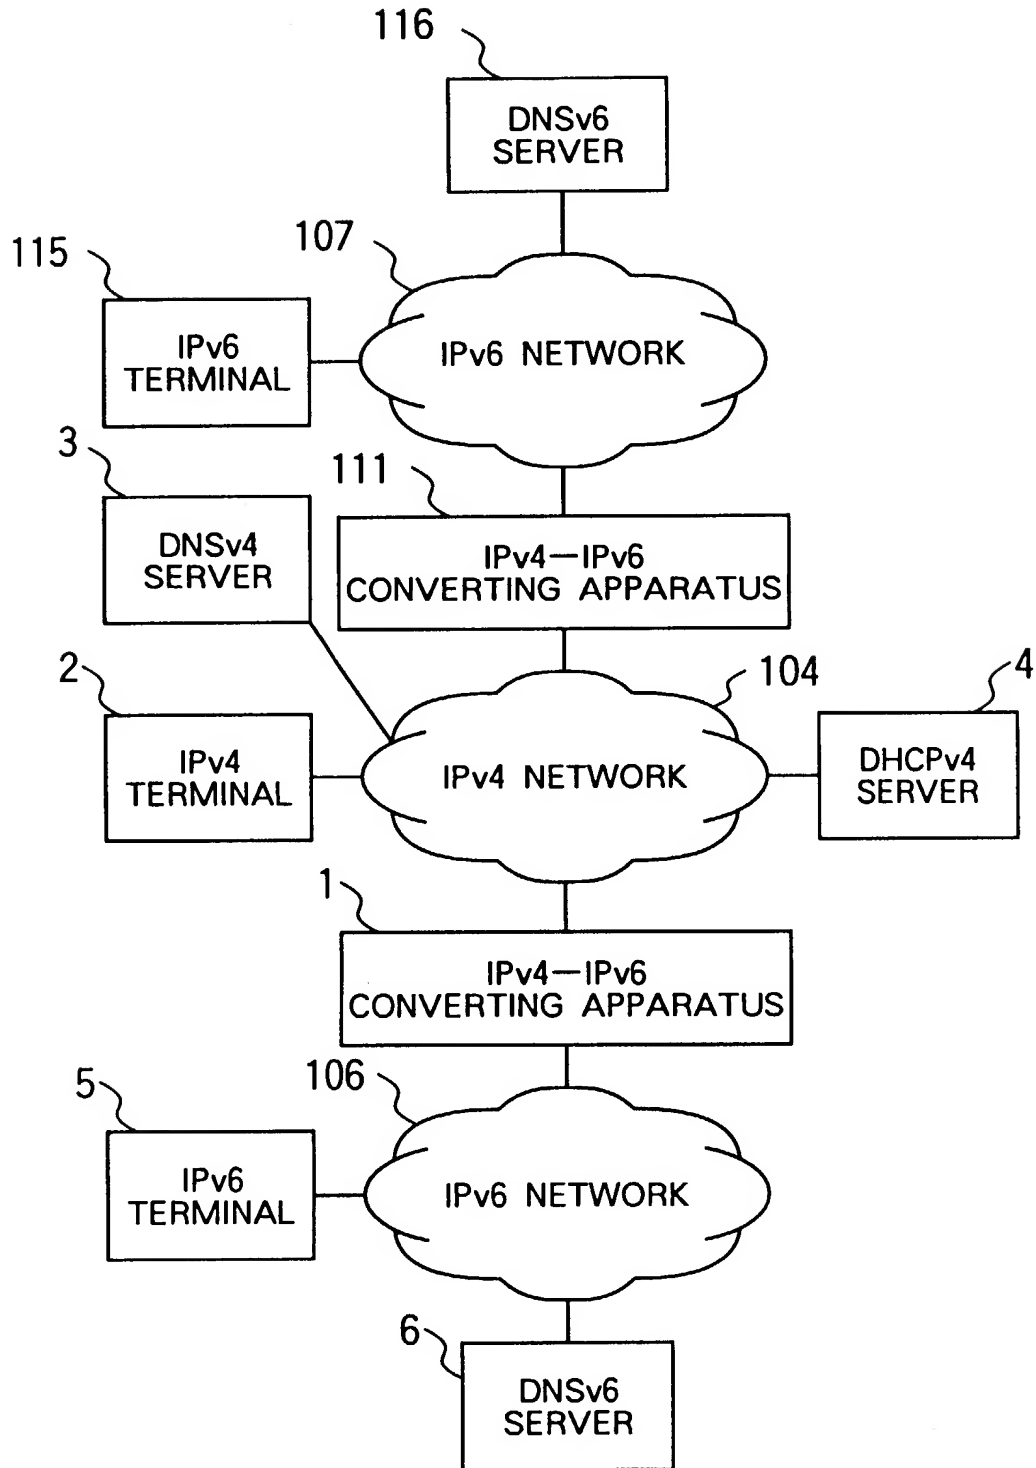 116
DNSv6
SERVER
107
115
IPv6 NETWORK
IPv6
TERMINAL
3
111
DNSv4
SERVER
IPv4—IPv6
CONVERTING APPARATUS
2
104
4
IPv4
TERMINAL
IPv4 NETWORK
DHCPv4
SERVER
1
IPv4—IPv6
CONVERTING APPARATUS
5
106
IPv6
TERMINAL
IPv6 NETWORK
6
DNSv6
SERVER